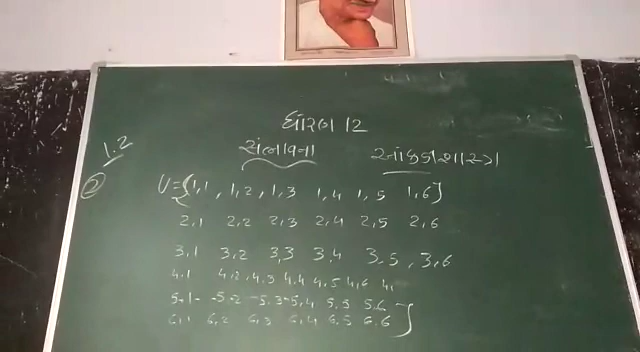 ધોરણ 12
સંભાવના
આંકડાશાસ્ત્ર
1.2
2
U={1,1 , 1,2 , 1,3 1,4 1,5 1,6}
2,1 2,2 2,3 2,4 2,5 2,6
3,1 3,2 3,3 3,4 3,5 , 3,6
4,1 4,2 , 4,3 4,4 4,5 4,6
5,1 5,2 5,3 5,4 5,5 5,6
6,1 6,2 6,3 6,4 6,5 6,6 }